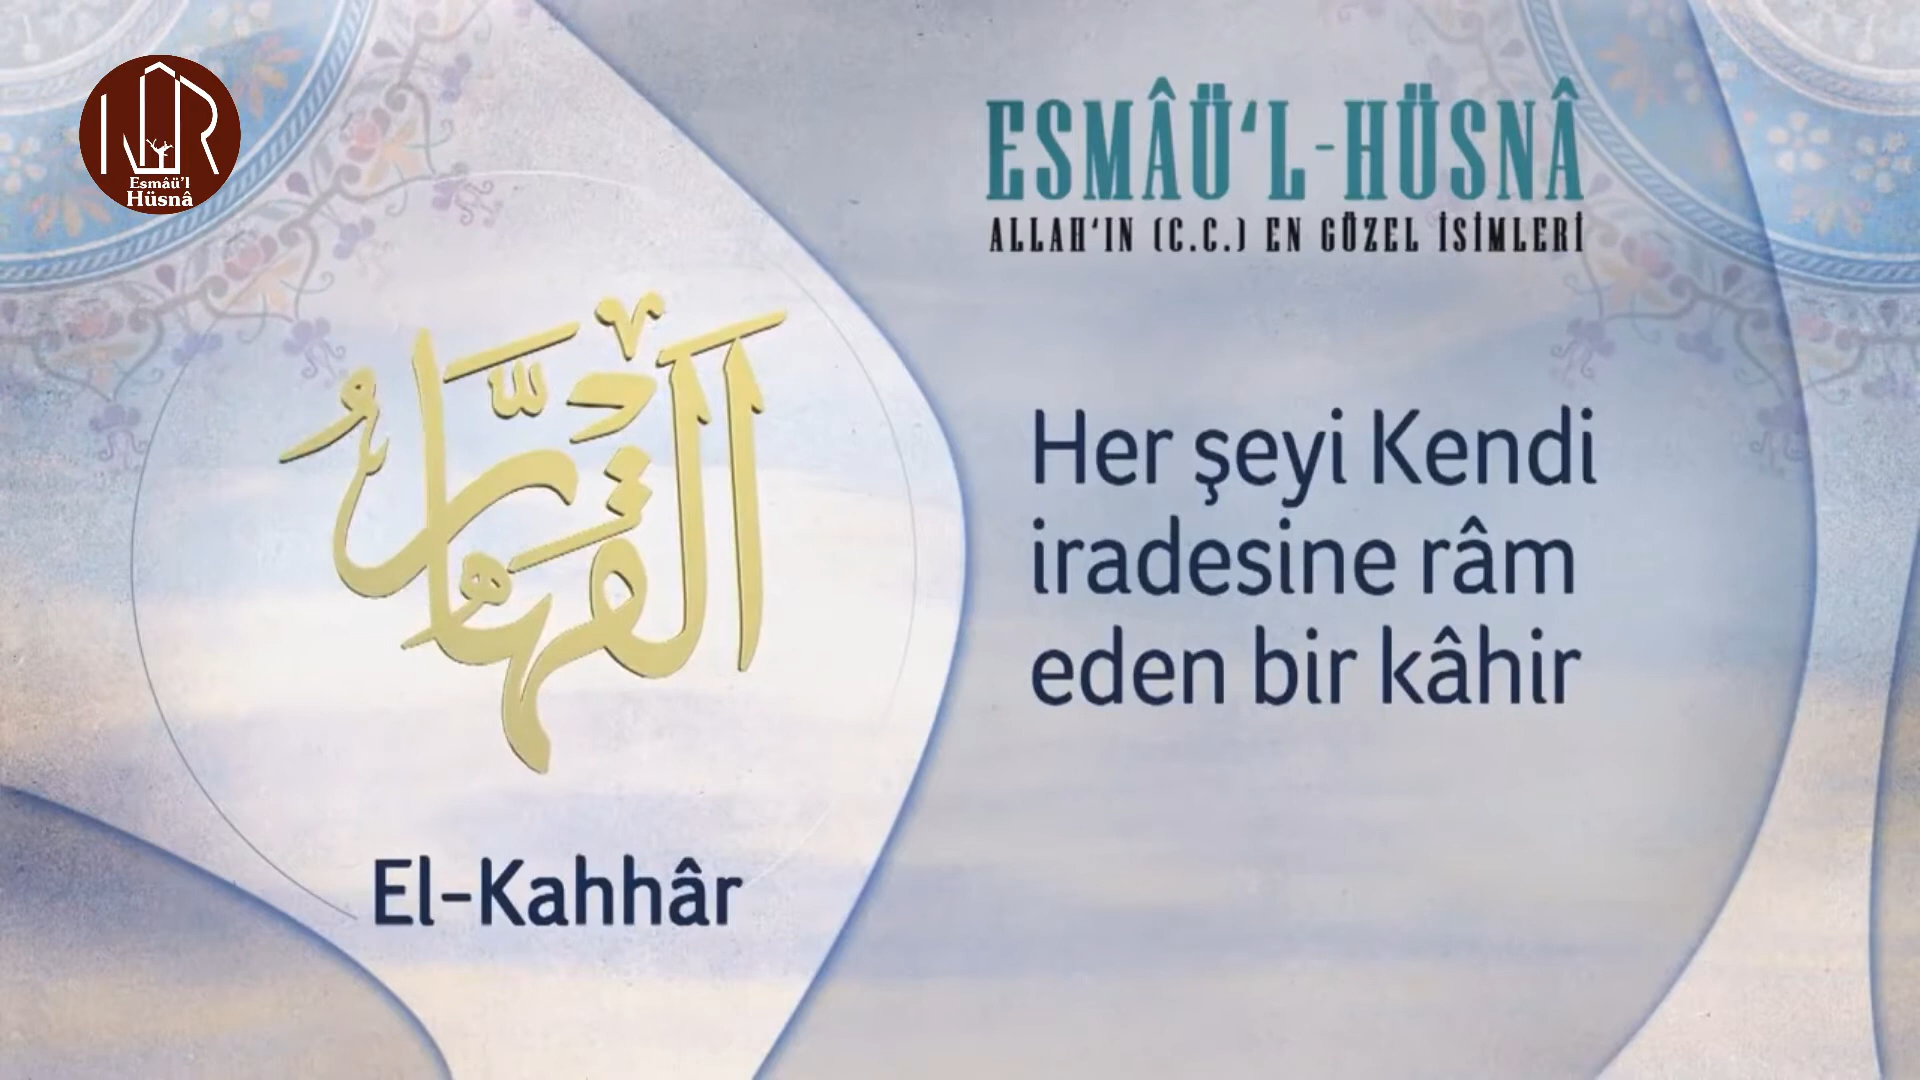 NUR
Esmâü'l
Hüsnâ
ESMÂÜ'L-HÜSNÂ
ALLAH'IN (C.C.) EN GÜZEL İSİMLERİ
القهار
Her şeyi Kendi
iradesine râm
eden bir kâhir
El-Kahhâr